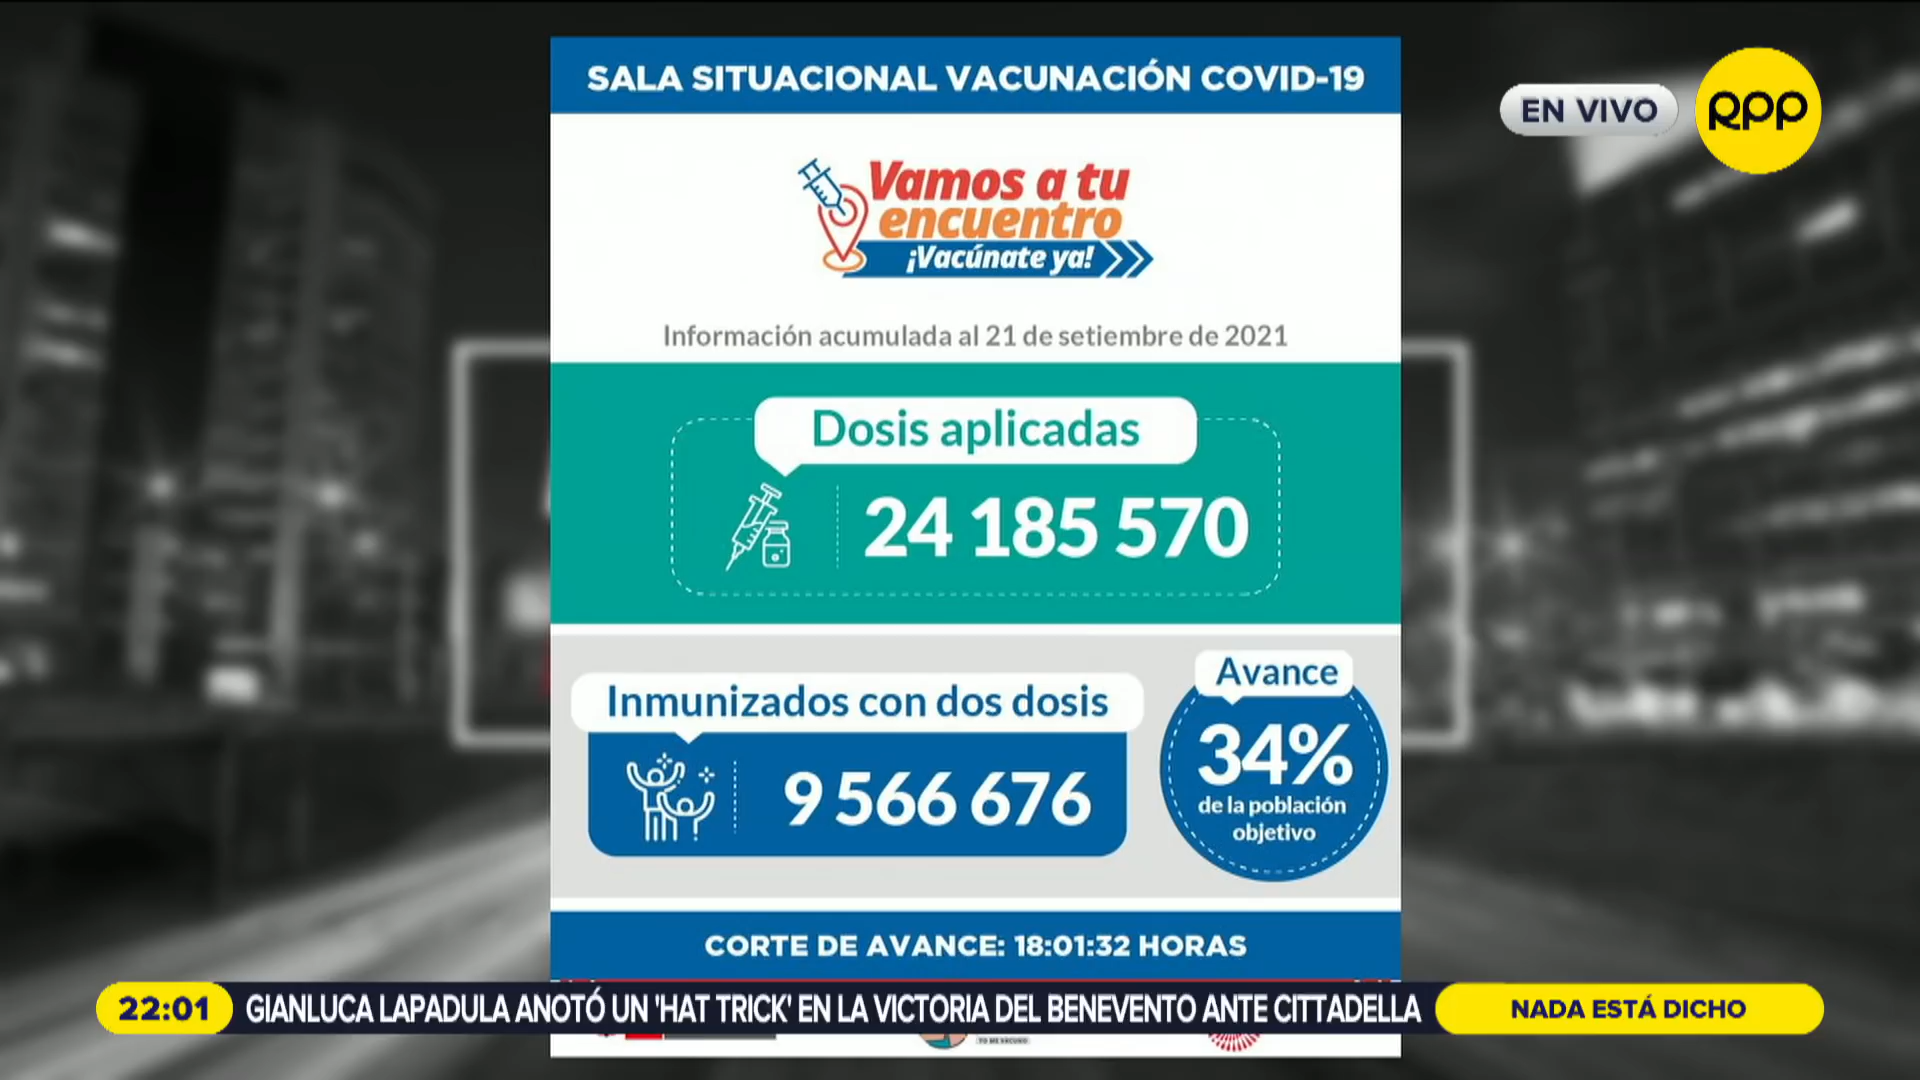 SALA SITUACIONAL VACUNACIÓN COVID-19
EN VIVO
rpp
Vamos a tu
encuentro
¡Vacúnate ya!
Información acumulada al 21 de setiembre de 2021
Dosis aplicadas
24 185 570
Inmunizados con dos dosis
9 566 676
Avance
34%
de la población
objetivo
CORTE DE AVANCE: 18:01:32 HORAS
22:01
GIANLUCA LAPADULA ANOTÓ UN 'HAT TRICK' EN LA VICTORIA DEL BENEVENTO ANTE CITTADELLA
NADA ESTÁ DICHO
YO ME VACUNO